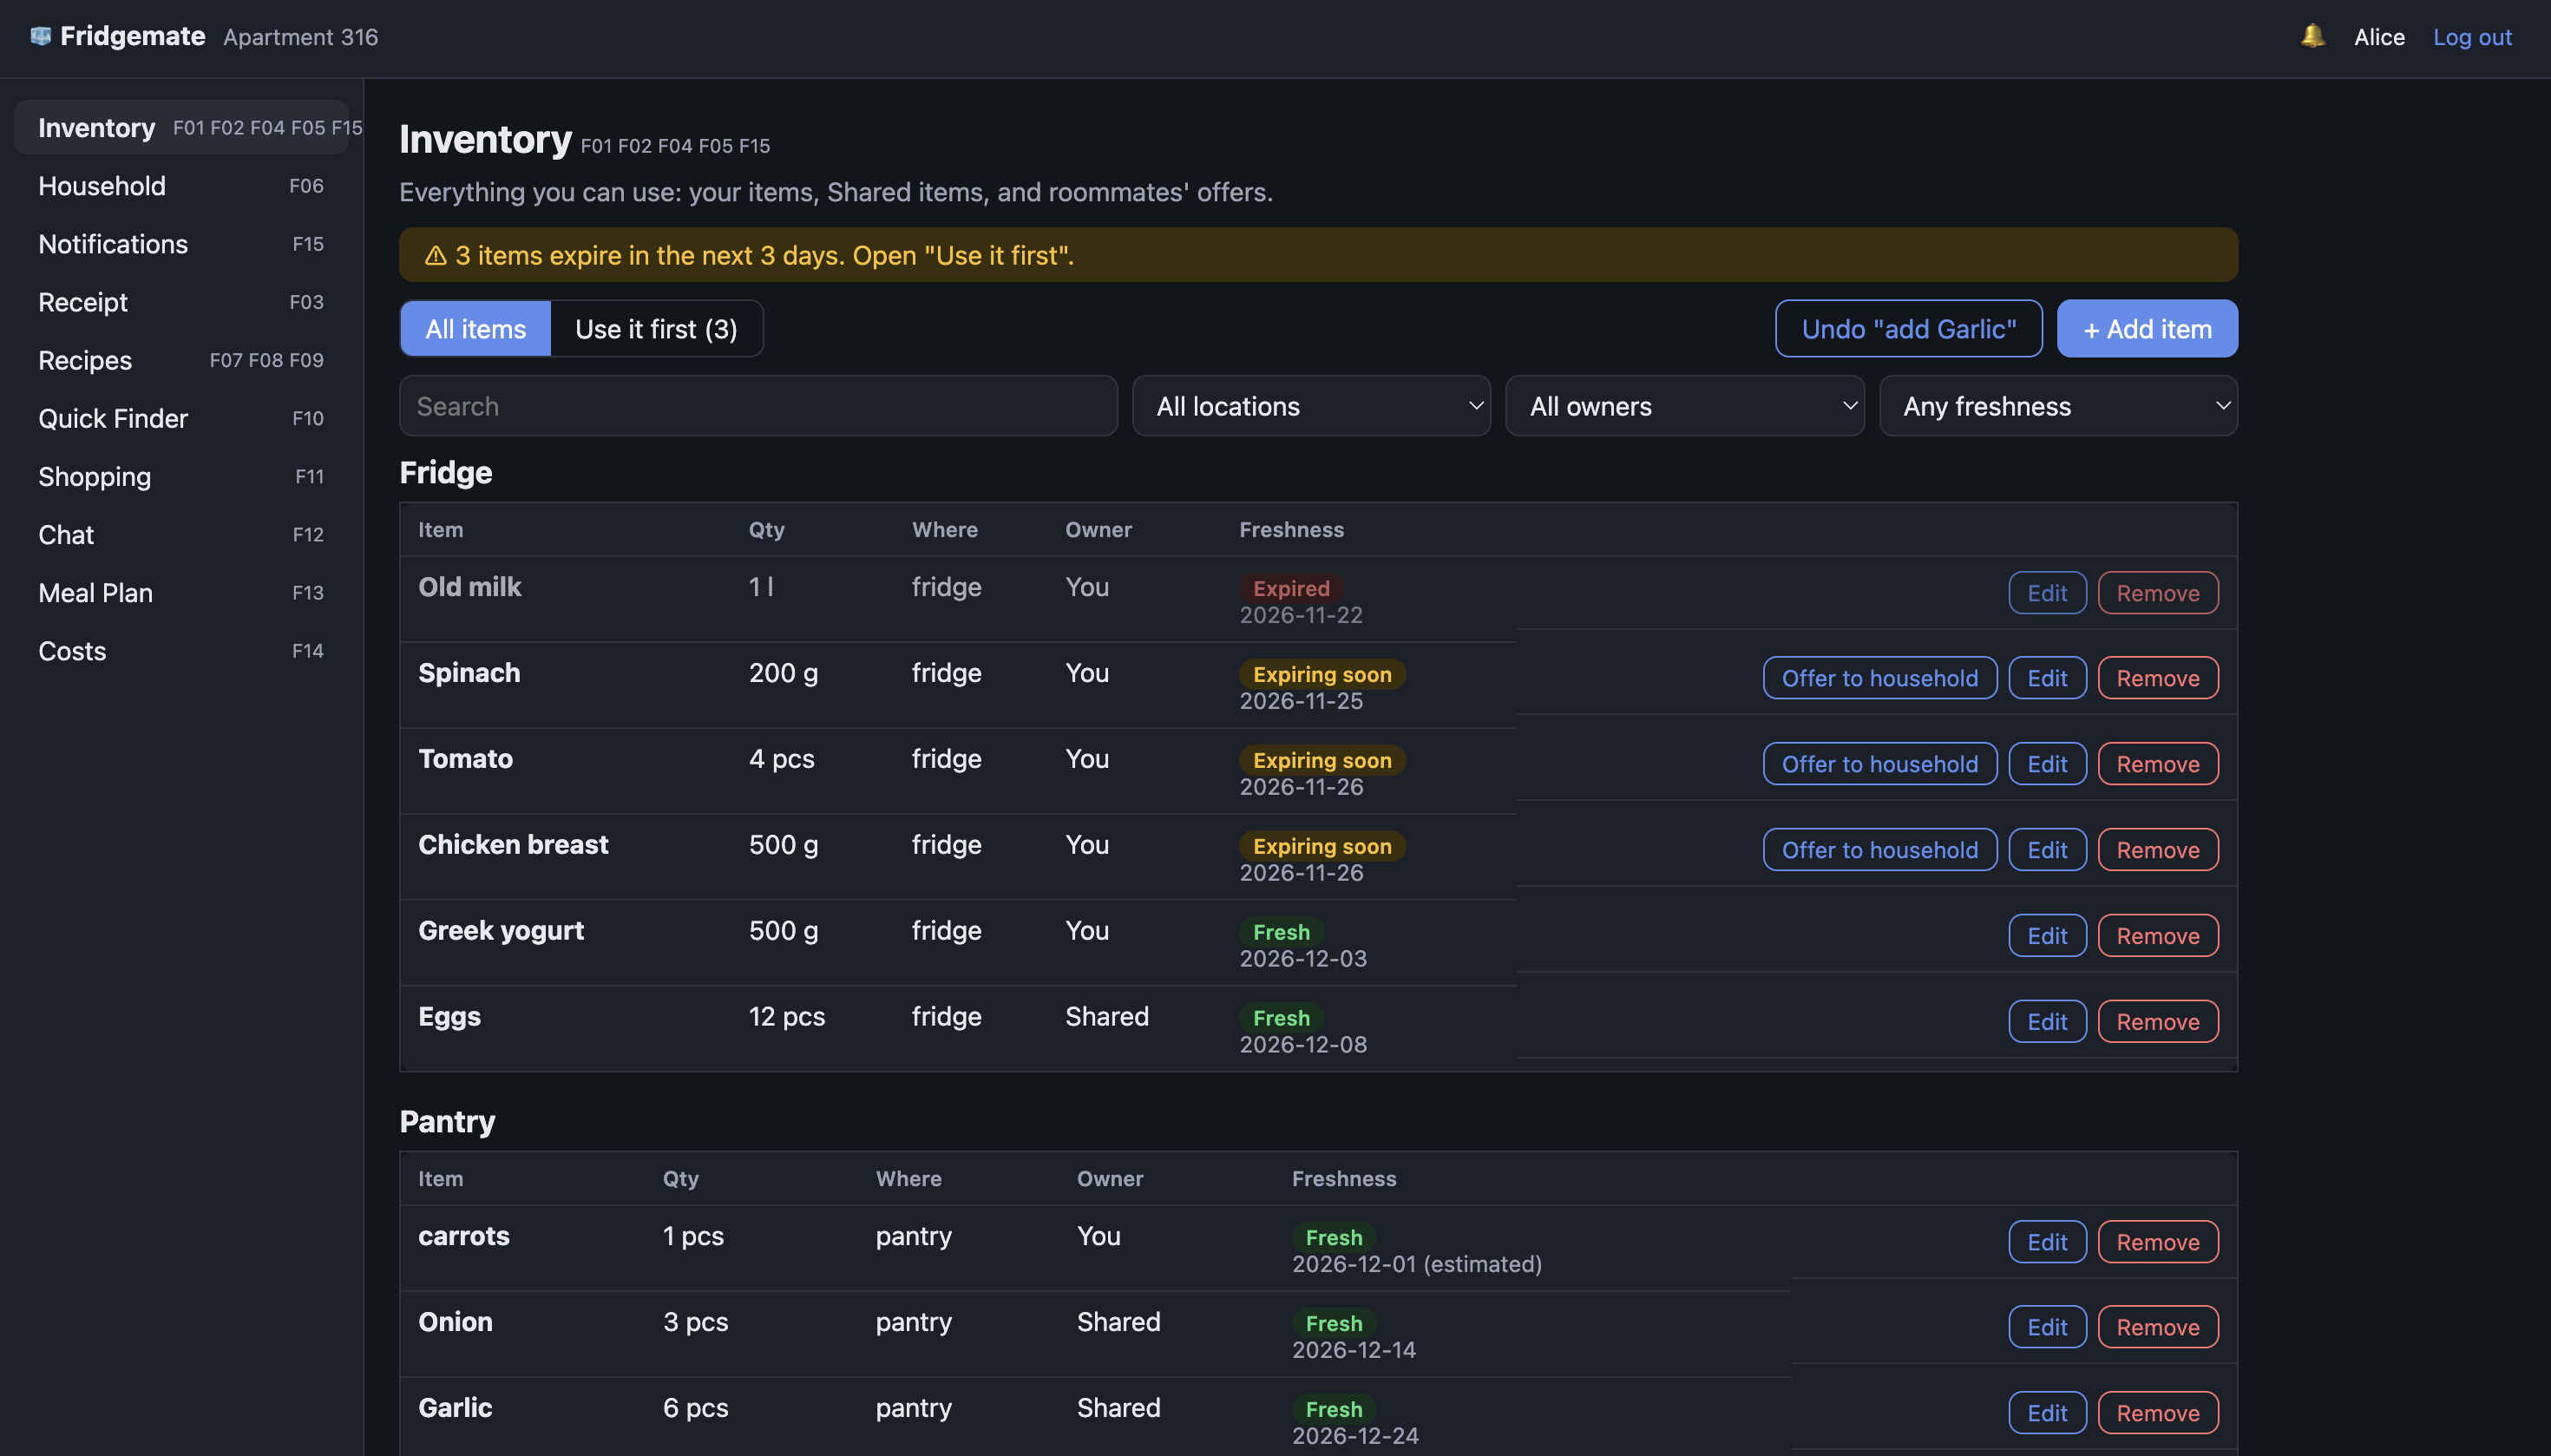 Fridgemate Apartment 316
Alice Log out
Inventory F01 F02 F04 F05 F15
Household F06
Notifications F15
Receipt F03
Recipes F07 F08 F09
Quick Finder F10
Shopping F11
Chat F12
Meal Plan F13
Costs F14
Inventory F01 F02 F04 F05 F15
Everything you can use: your items, Shared items, and roommates' offers.
⚠ 3 items expire in the next 3 days. Open "Use it first".
All items Use it first (3) Undo "add Garlic" + Add item
Search All locations All owners Any freshness
Fridge
Item Qty Where Owner Freshness
Old milk 1 l fridge You Expired Edit Remove
2026-11-22
Spinach 200 g fridge You Expiring soon Offer to household Edit Remove
2026-11-25
Tomato 4 pcs fridge You Expiring soon Offer to household Edit Remove
2026-11-26
Chicken breast 500 g fridge You Expiring soon Offer to household Edit Remove
2026-11-26
Greek yogurt 500 g fridge You Fresh Edit Remove
2026-12-03
Eggs 12 pcs fridge Shared Fresh Edit Remove
2026-12-08
Pantry
Item Qty Where Owner Freshness
carrots 1 pcs pantry You Fresh Edit Remove
2026-12-01 (estimated)
Onion 3 pcs pantry Shared Fresh Edit Remove
2026-12-14
Garlic 6 pcs pantry Shared Fresh Edit Remove
2026-12-24